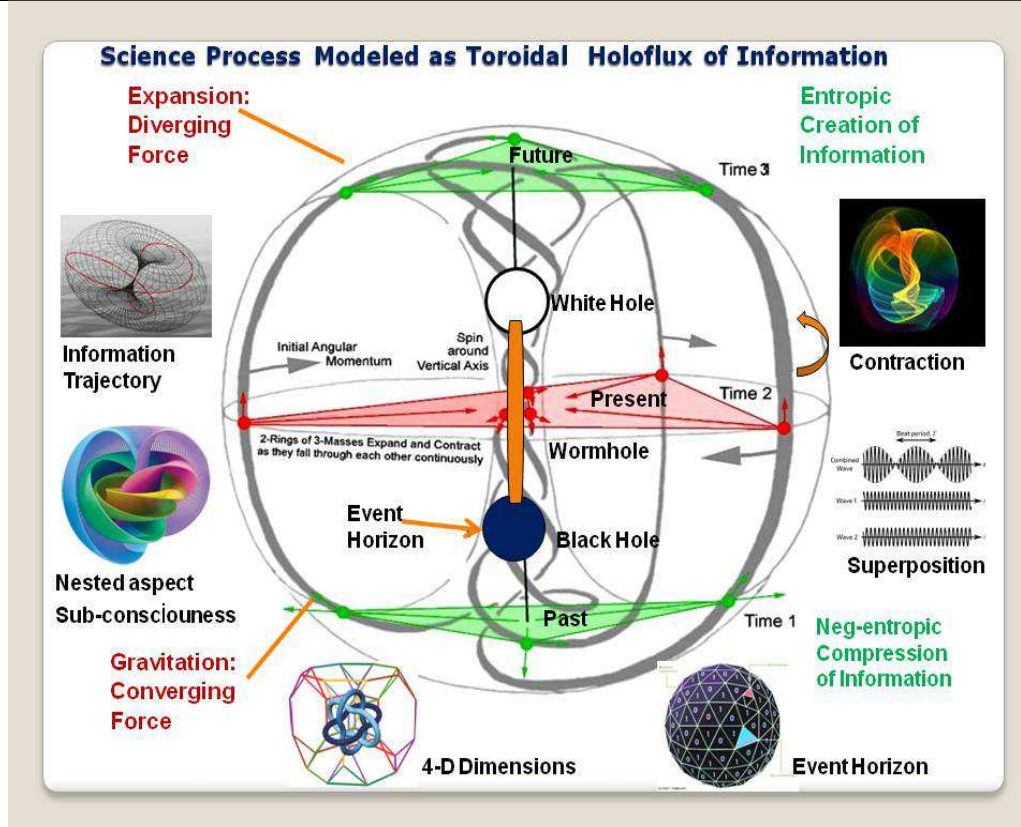 Science Process Modeled as Toroidal Holoflux of Information
Expansion:
Diverging
Force
Entropic
Creation of
Information
Future
Time 3
White Hole
Information
Trajectory
Initial Angular
Momentum
Spin
around
Vertical Axis
Contraction
Present
Time 2
2-Rings of 3-Masses Expand and Contract
as they fall through each other continuously
Wormhole
Beat period, T
Combined
Wave
Wave 1
Wave 2
Superposition
Event
Horizon
Black Hole
Nested aspect
Sub-consciouness
Past
Time 1
Neg-entropic
Compression
of Information
Gravitation:
Converging
Force
4-D Dimensions
Event Horizon